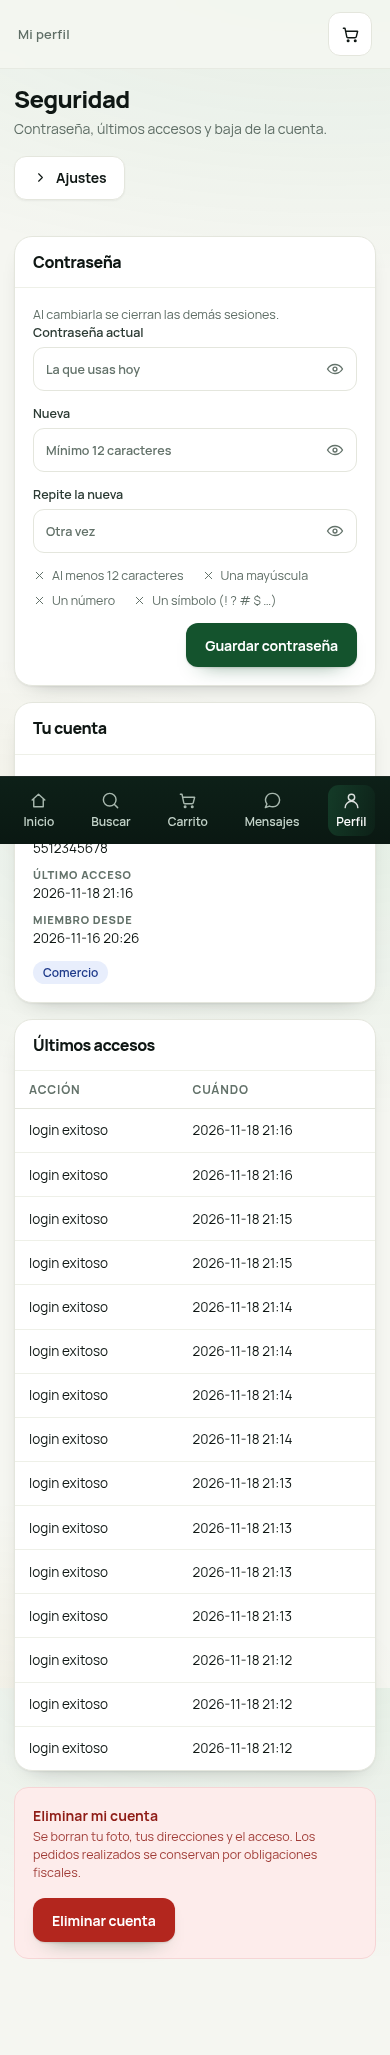 Mi perfil
Seguridad
Contraseña, últimos accesos y baja de la cuenta.
Ajustes
Contraseña
Al cambiarla se cierran las demás sesiones.
Contraseña actual
La que usas hoy
Nueva
Mínimo 12 caracteres
Repite la nueva
Otra vez
Al menos 12 caracteres Una mayúscula
Un número Un símbolo (! ? # $ ...)
Guardar contraseña
Tu cuenta
Inicio Buscar Carrito Mensajes Perfil
5512345678
ÚLTIMO ACCESO
2026-11-18 21:16
MIEMBRO DESDE
2026-11-16 20:26
Comercio
Últimos accesos
ACCIÓN CUÁNDO
login exitoso 2026-11-18 21:16
login exitoso 2026-11-18 21:16
login exitoso 2026-11-18 21:15
login exitoso 2026-11-18 21:15
login exitoso 2026-11-18 21:14
login exitoso 2026-11-18 21:14
login exitoso 2026-11-18 21:14
login exitoso 2026-11-18 21:14
login exitoso 2026-11-18 21:13
login exitoso 2026-11-18 21:13
login exitoso 2026-11-18 21:13
login exitoso 2026-11-18 21:13
login exitoso 2026-11-18 21:12
login exitoso 2026-11-18 21:12
login exitoso 2026-11-18 21:12
Eliminar mi cuenta
Se borran tu foto, tus direcciones y el acceso. Los
pedidos realizados se conservan por obligaciones
fiscales.
Eliminar cuenta